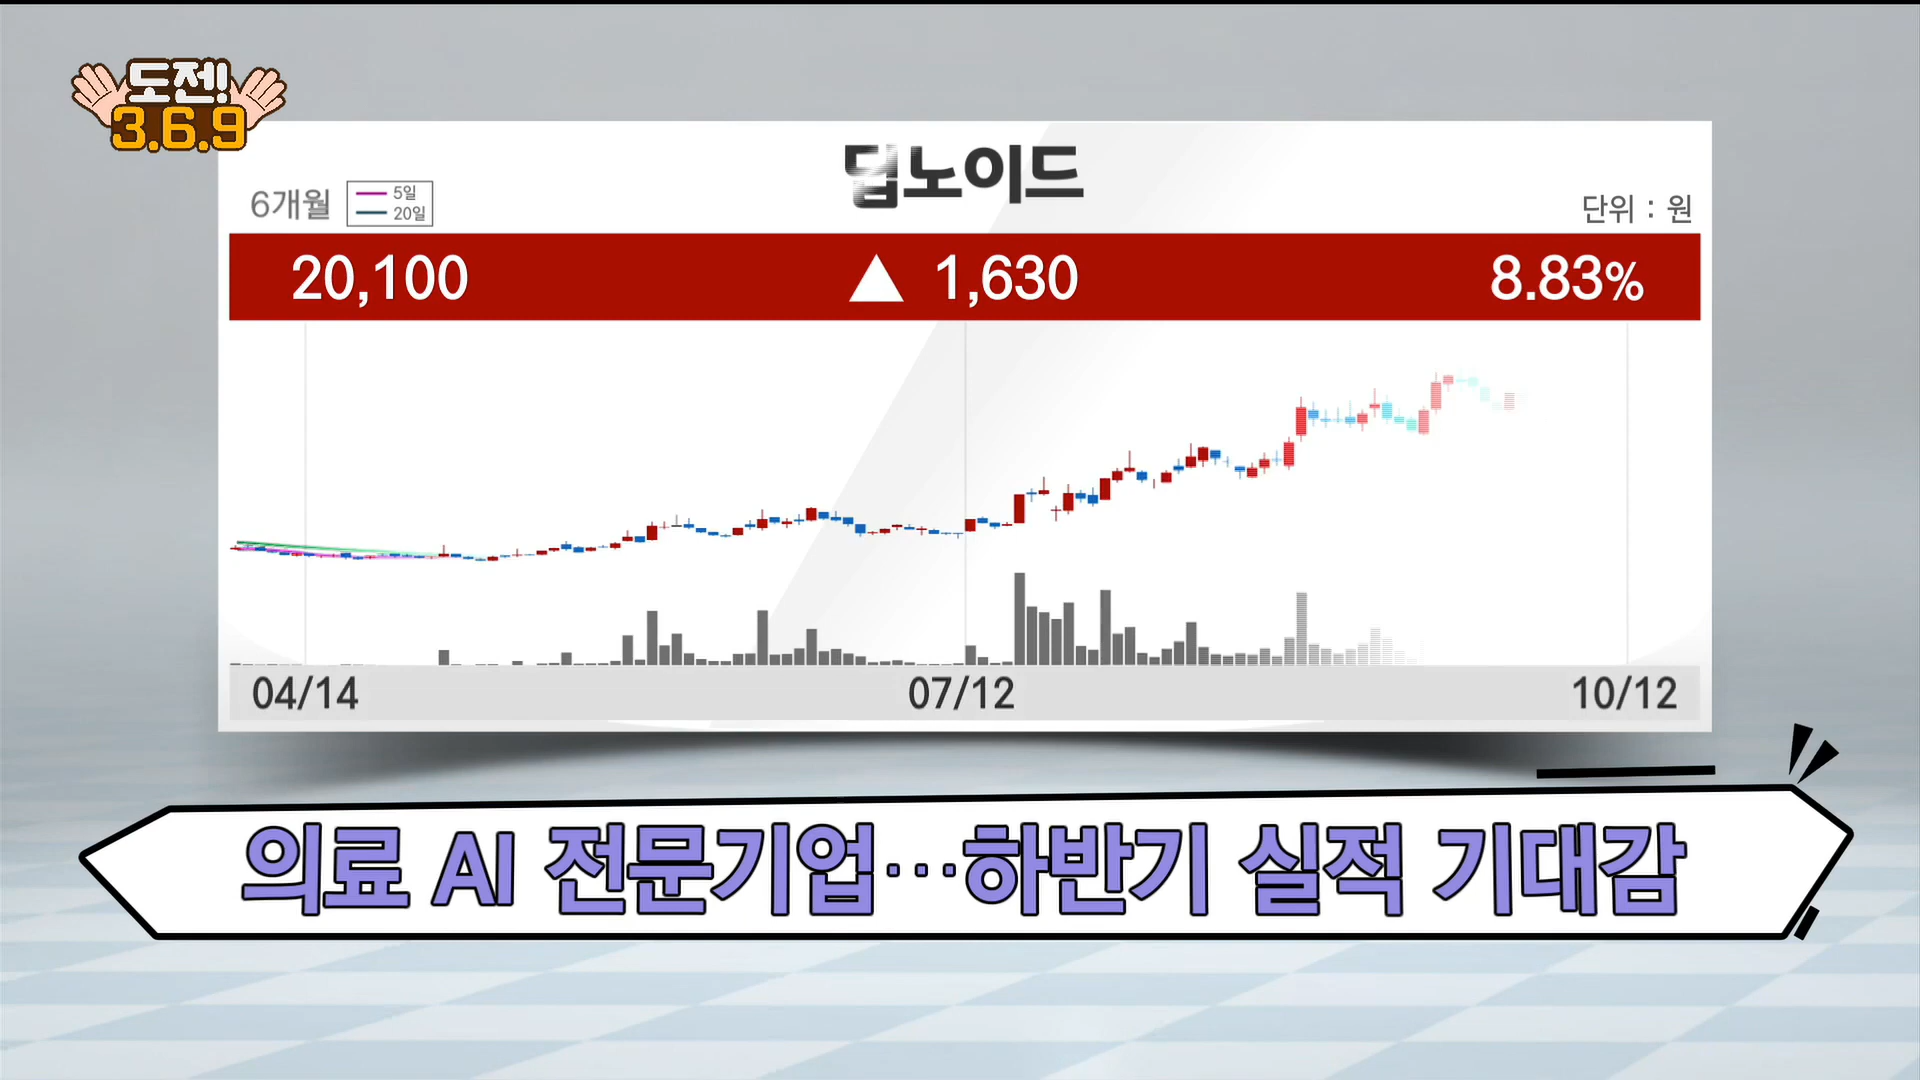 도전!
3.6.9
딥노이드
6개월
5일
20일
단위 : 원
20,100 ▲ 1,630 8.83%
04/14 07/12 10/12
의료 AI 전문기업…하반기 실적 기대감